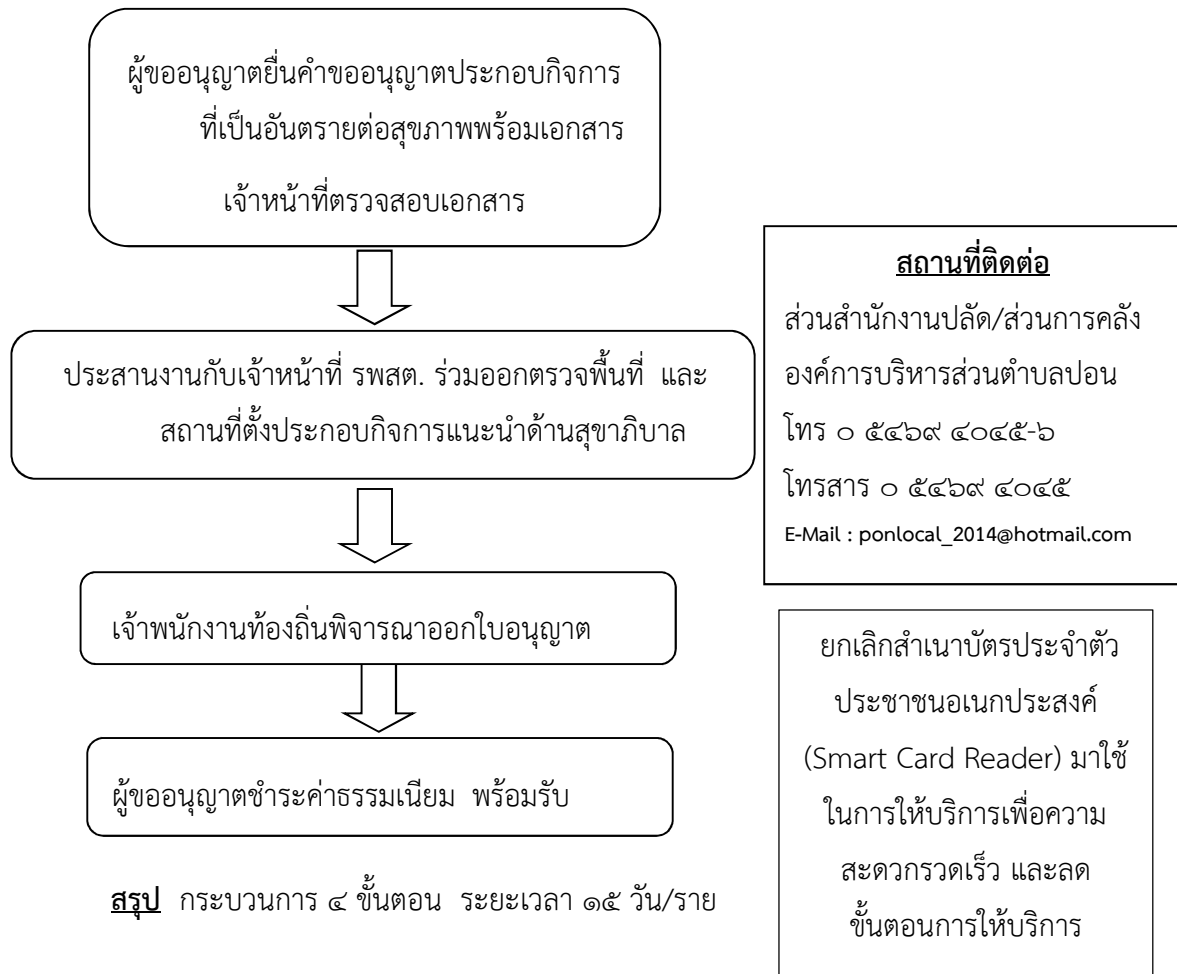 ผู้ขออนุญาตยื่นคำขออนุญาตประกอบกิจการ
ที่เป็นอันตรายต่อสุขภาพพร้อมเอกสาร
เจ้าหน้าที่ตรวจสอบเอกสาร
ประสานงานกับเจ้าหน้าที่ รพสต. ร่วมออกตรวจพื้นที่ และ
สถานที่ตั้งประกอบกิจการแนะนำด้านสุขาภิบาล
เจ้าพนักงานท้องถิ่นพิจารณาออกใบอนุญาต
ผู้ขออนุญาตชำระค่าธรรมเนียม พร้อมรับ
สรุป กระบวนการ ๔ ขั้นตอน ระยะเวลา ๑๕ วัน/ราย
สถานที่ติดต่อ
ส่วนสำนักงานปลัด/ส่วนการคลัง
องค์การบริหารส่วนตำบลปอน
โทร ๐ ๕๔๖๙ ๔๐๔๕-๖
โทรสาร ๐ ๕๔๖๙ ๔๐๔๕
E-Mail : ponlocal_2014@hotmail.com
ยกเลิกสำเนาบัตรประจำตัว
ประชาชนอเนกประสงค์
(Smart Card Reader) มาใช้
ในการให้บริการเพื่อความ
สะดวกรวดเร็ว และลด
ขั้นตอนการให้บริการ